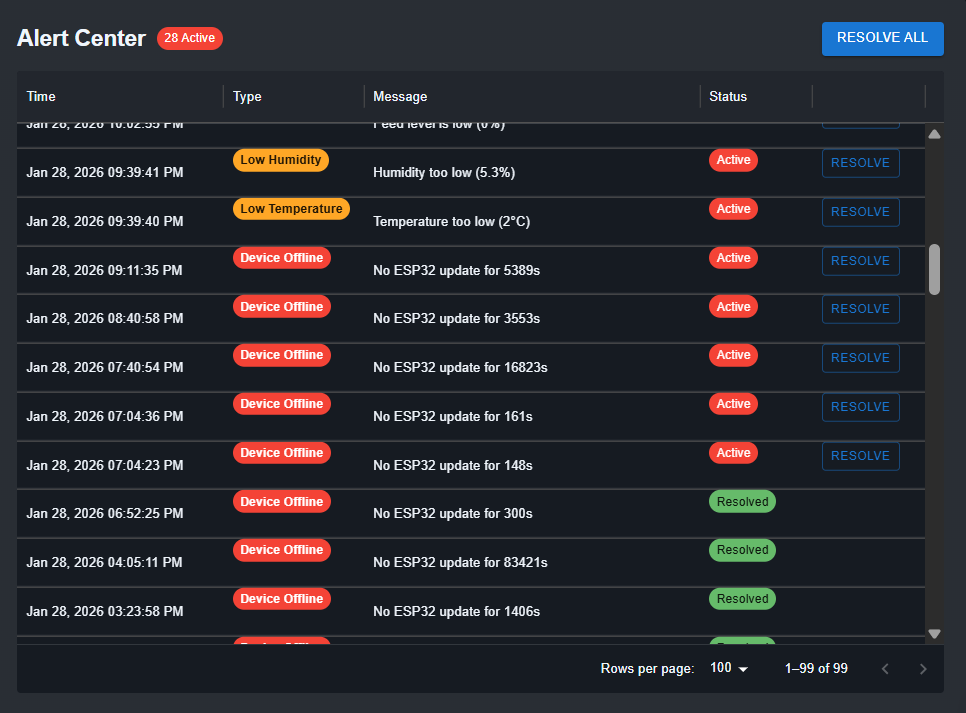 Alert Center 28 Active RESOLVE ALL
Time Type Message Status
Jan 28, 2026 10:02:55 PM Feed level is low (0%)
Jan 28, 2026 09:39:41 PM Low Humidity Humidity too low (5.3%) Active RESOLVE
Jan 28, 2026 09:39:40 PM Low Temperature Temperature too low (2°C) Active RESOLVE
Jan 28, 2026 09:11:35 PM Device Offline No ESP32 update for 5389s Active RESOLVE
Jan 28, 2026 08:40:58 PM Device Offline No ESP32 update for 3553s Active RESOLVE
Jan 28, 2026 07:40:54 PM Device Offline No ESP32 update for 16823s Active RESOLVE
Jan 28, 2026 07:04:36 PM Device Offline No ESP32 update for 161s Active RESOLVE
Jan 28, 2026 07:04:23 PM Device Offline No ESP32 update for 148s Active RESOLVE
Jan 28, 2026 06:52:25 PM Device Offline No ESP32 update for 300s Resolved
Jan 28, 2026 04:05:11 PM Device Offline No ESP32 update for 83421s Resolved
Jan 28, 2026 03:23:58 PM Device Offline No ESP32 update for 1406s Resolved
Rows per page: 100 1–99 of 99